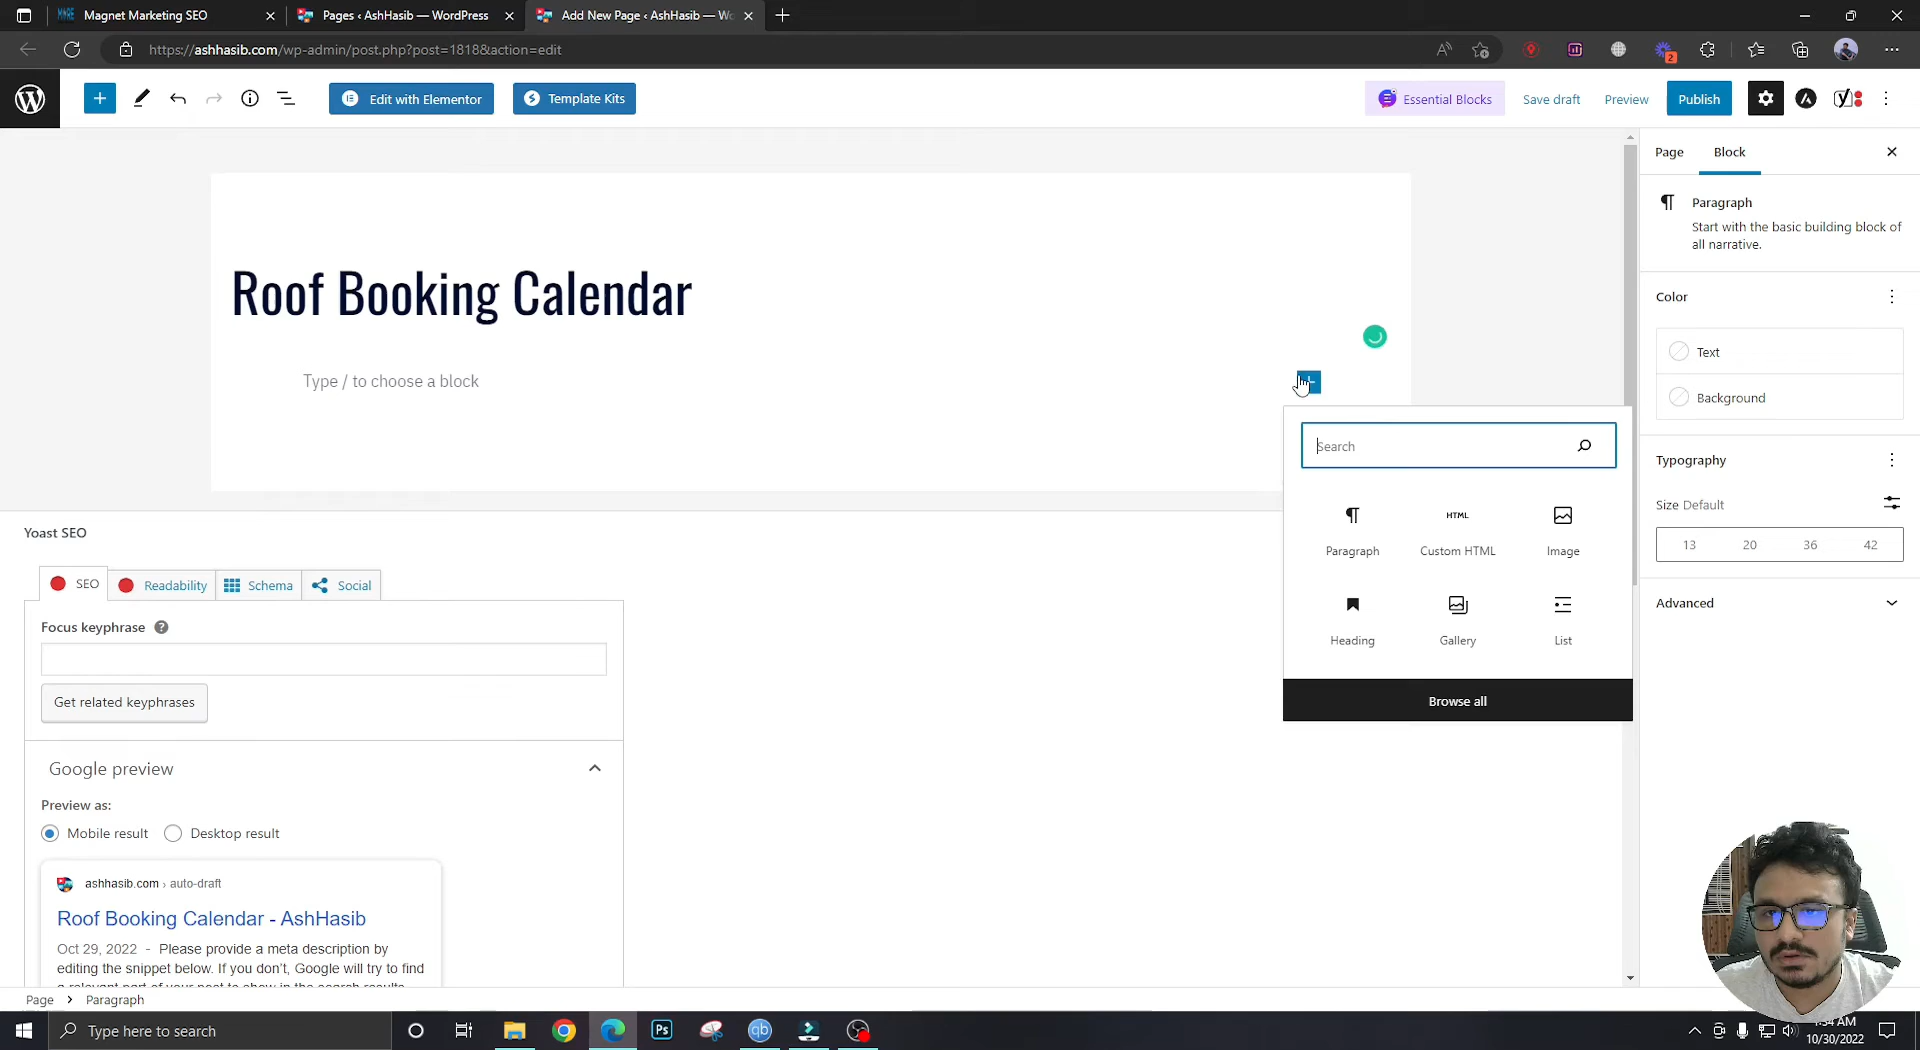 Magnet Marketing SEO
Pages ‹ AshHasib — WordPress
Add New Page ‹ AshHasib — Wo
https://ashhasib.com/wp-admin/post.php?post=1818&action=edit
2
Edit with Elementor
Template Kits
Essential Blocks
Save draft
Preview
Publish
Page
Block
Paragraph
Start with the basic building block of
all narrative.
Color
Text
Background
Typography
Size Default
13 20 36 42
Advanced
Roof Booking Calendar
Type / to choose a block
Search
Paragraph
HTML
Custom HTML
Image
Heading
Gallery
List
Browse all
Yoast SEO
SEO
Readability
Schema
Social
Focus keyphrase
Get related keyphrases
Google preview
Preview as:
Mobile result
Desktop result
ashhasib.com › auto-draft
Roof Booking Calendar - AshHasib
Oct 29, 2022 - Please provide a meta description by
editing the snippet below. If you don't, Google will try to find
Page
Paragraph
Type here to search
Ps
qb
10/30/2022